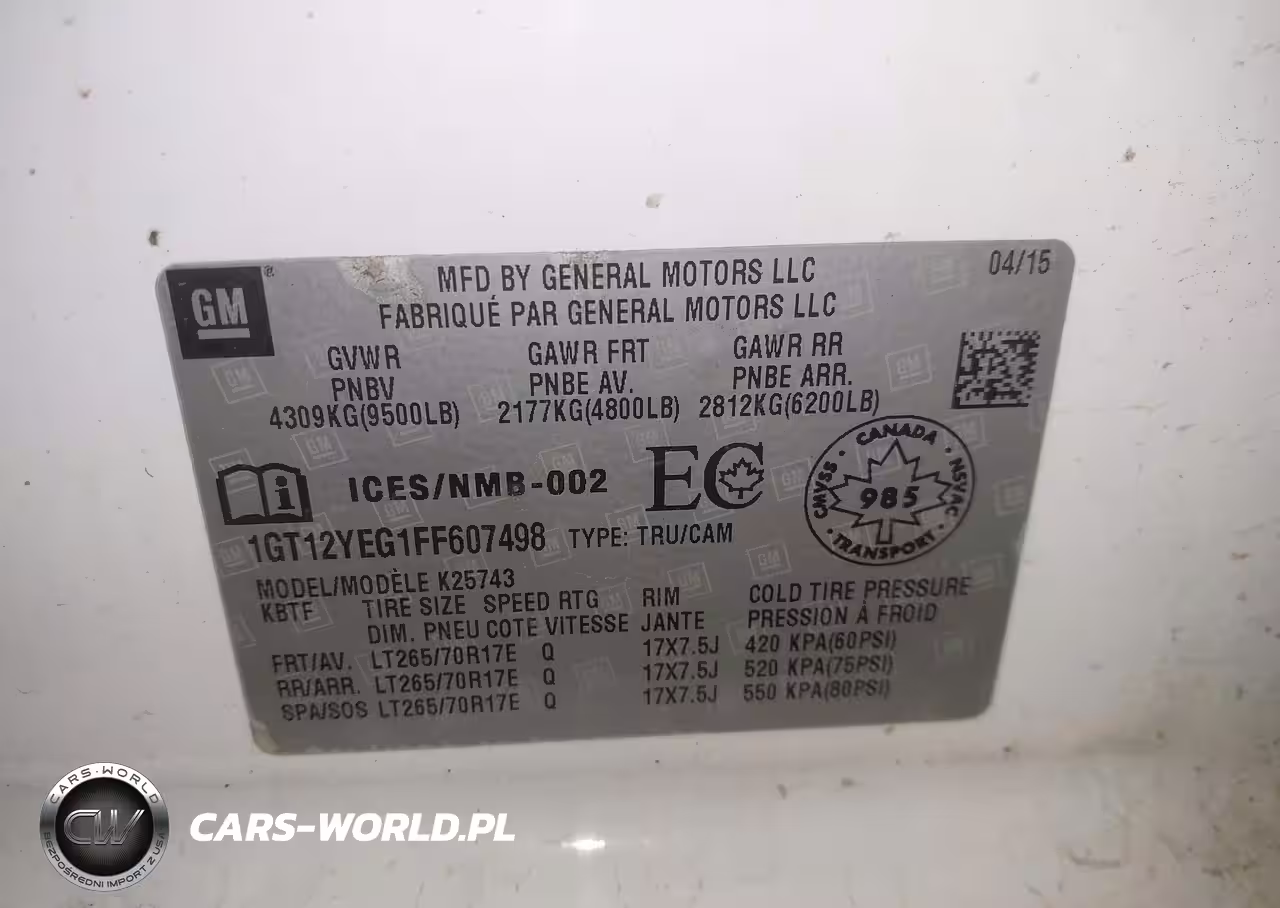 GM
MFD BY GENERAL MOTORS LLC
04/15
FABRIQUÉ PAR GENERAL MOTORS LLC
GVWR GAWR FRT GAWR RR
PNBV PNBE AV. PNBE ARR.
4309KG(9500LB) 2177KG(4800LB) 2812KG(6200LB)
ICES/NMB-002 EC
CANADA
CMVSS 985 NSVAC
TRANSPORT
1GT12YEG1FF607498 TYPE: TRU/CAM
MODEL/MODÈLE K25743
KBTF TIRE SIZE SPEED RTG RIM COLD TIRE PRESSURE
DIM. PNEU COTE VITESSE JANTE PRESSION À FROID
FRT/AV. LT265/70R17E Q 17X7.5J 420 KPA(60PSI)
RR/ARR. LT265/70R17E Q 17X7.5J 520 KPA(75PSI)
SPA/SOS LT265/70R17E Q 17X7.5J 550 KPA(80PSI)
CARS-WORLD
CW
BEZPOŚREDNI IMPORT Z USA
CARS-WORLD.PL